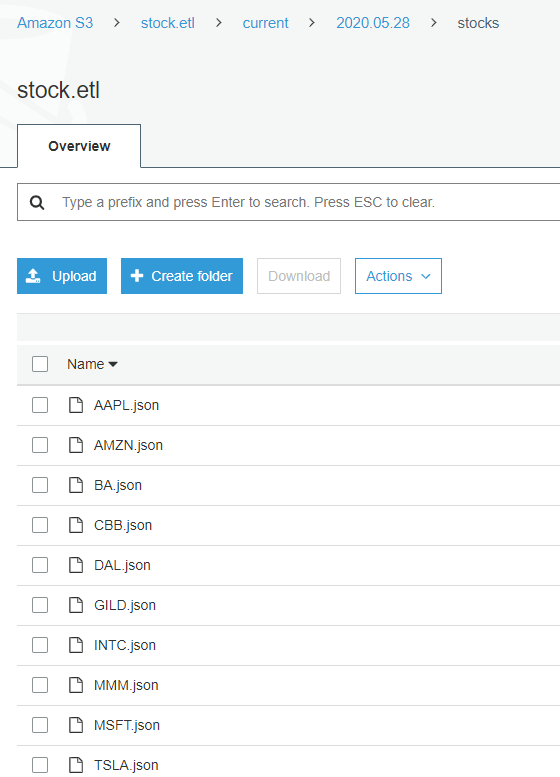 Amazon S3 > stock.etl > current > 2020.05.28 > stocks
stock.etl
Overview
Type a prefix and press Enter to search. Press ESC to clear.
Upload + Create folder Download Actions
Name
AAPL.json
AMZN.json
BA.json
CBB.json
DAL.json
GILD.json
INTC.json
MMM.json
MSFT.json
TSLA.json